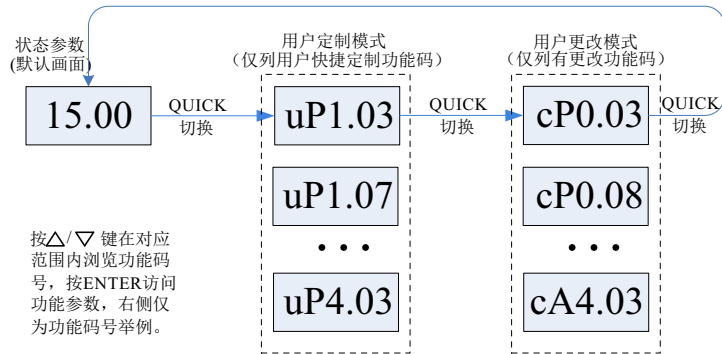 状态参数
(默认画面)
用户定制模式
（仅列用户快捷定制功能码）
用户更改模式
（仅列有更改功能码）
15.00
QUICK
切换
uP1.03
QUICK
切换
cP0.03
QUICK
切换
uP1.07
cP0.08
• • •
• • •
uP4.03
cA4.03
按△/▽ 键在对应
范围内浏览功能码
号，按ENTER访问
功能参数，右侧仅
为功能码号举例。